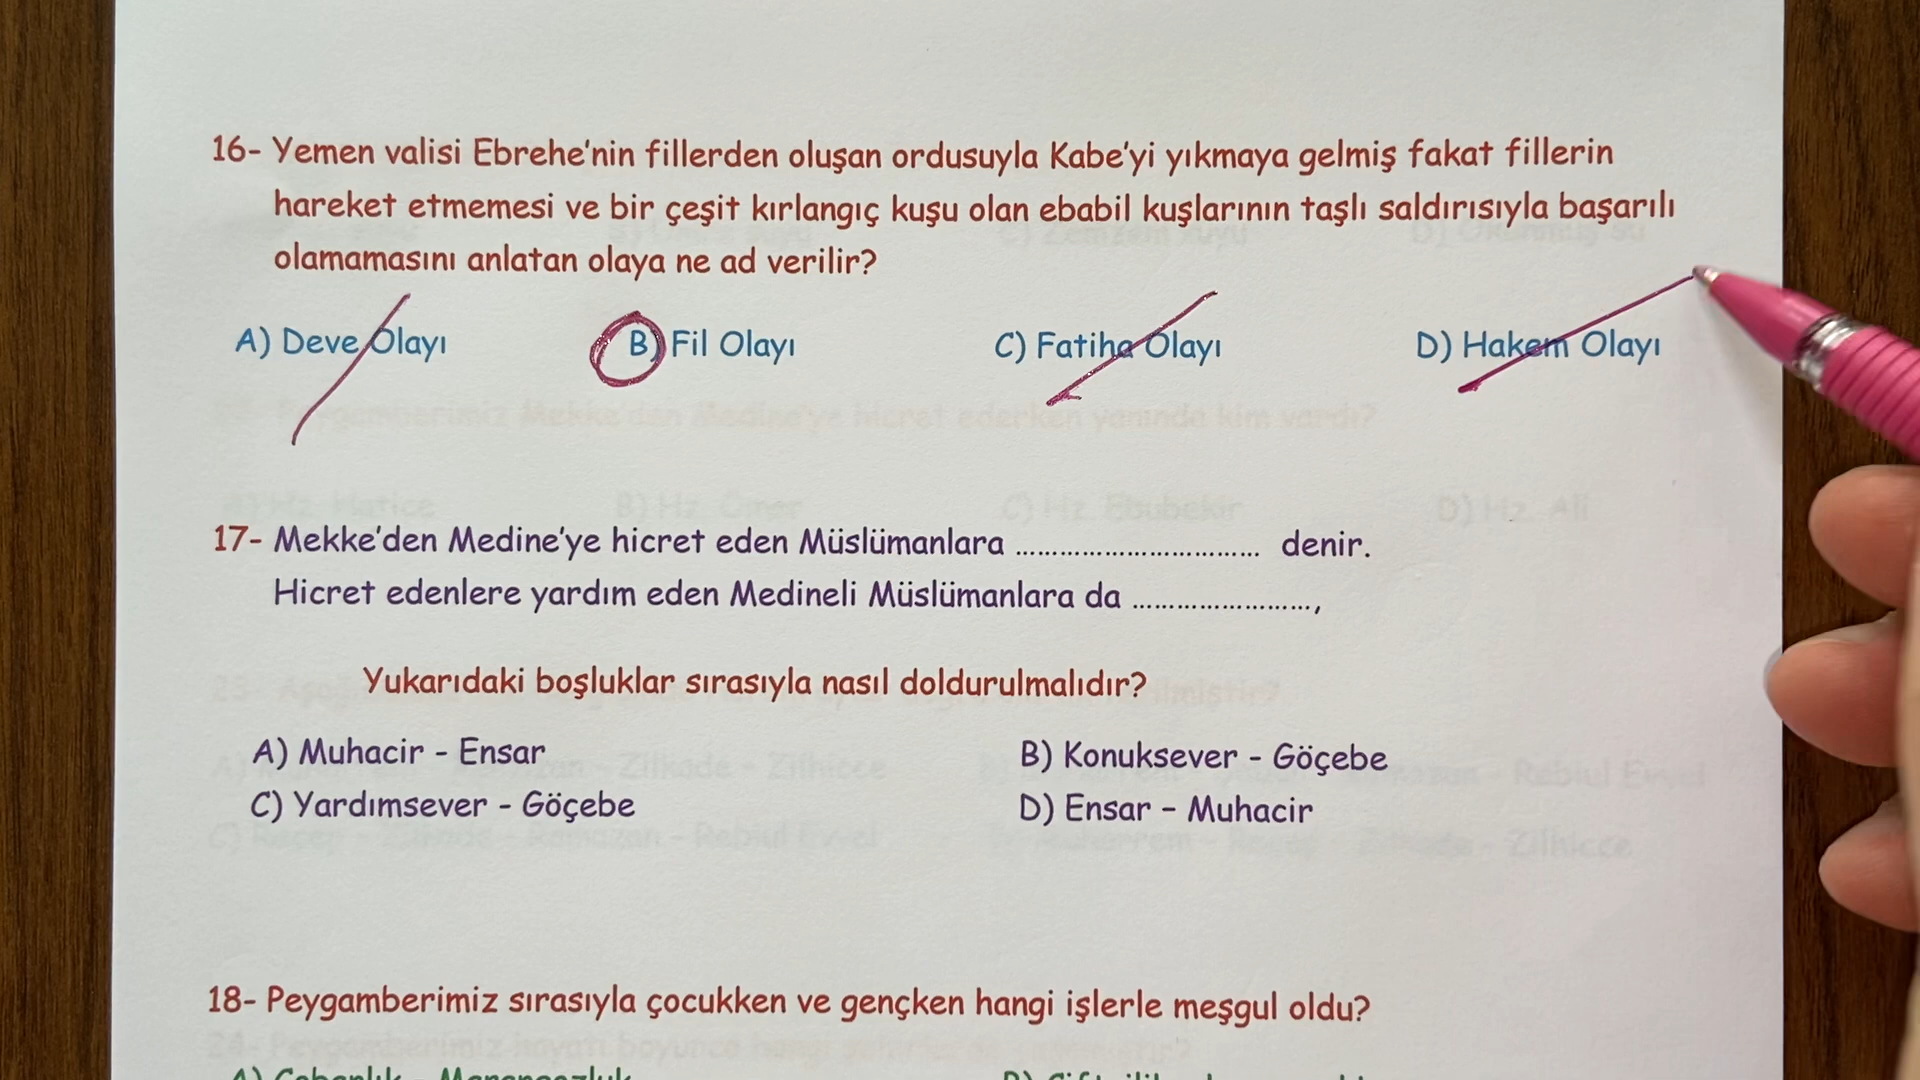 16- Yemen valisi Ebrehe'nin fillerden oluşan ordusuyla Kabe'yi yıkmaya gelmiş fakat fillerin
hareket etmemesi ve bir çeşit kırlangıç kuşu olan ebabil kuşlarının taşlı saldırısıyla başarılı
olamamasını anlatan olaya ne ad verilir?
A) Deve Olayı B) Fil Olayı C) Fatiha Olayı D) Hakem Olayı
17- Mekke'den Medine'ye hicret eden Müslümanlara ................................. denir.
Hicret edenlere yardım eden Medineli Müslümanlara da ........................,
Yukarıdaki boşluklar sırasıyla nasıl doldurulmalıdır?
A) Muhacir - Ensar B) Konuksever - Göçebe
C) Yardımsever - Göçebe D) Ensar - Muhacir
18- Peygamberimiz sırasıyla çocukken ve gençken hangi işlerle meşgul oldu?
A) Çobanlık - Marangozluk